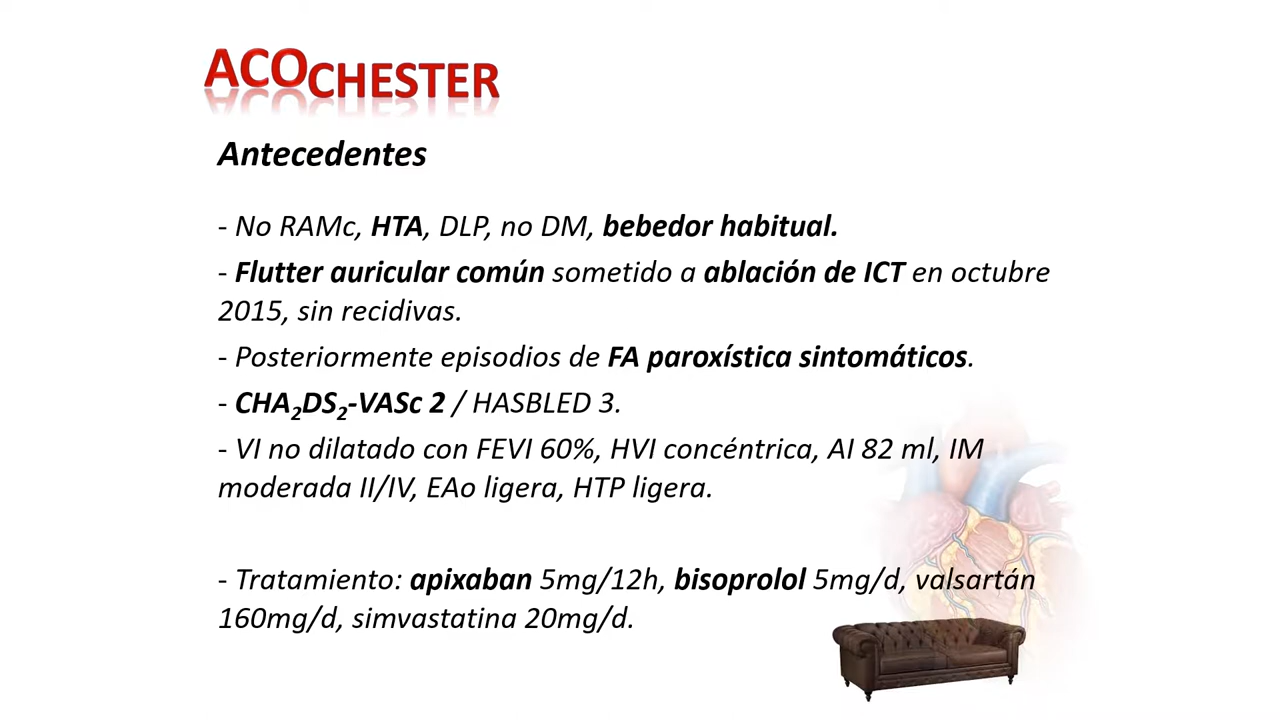 ACOCHESTER
Antecedentes
- No RAMc, HTA, DLP, no DM, bebedor habitual.
- Flutter auricular común sometido a ablación de ICT en octubre
2015, sin recidivas.
- Posteriormente episodios de FA paroxística sintomáticos.
- CHA₂DS₂-VASc 2 / HASBLED 3.
- VI no dilatado con FEVI 60%, HVI concéntrica, AI 82 ml, IM
moderada II/IV, EAo ligera, HTP ligera.
- Tratamiento: apixaban 5mg/12h, bisoprolol 5mg/d, valsartán
160mg/d, simvastatina 20mg/d.